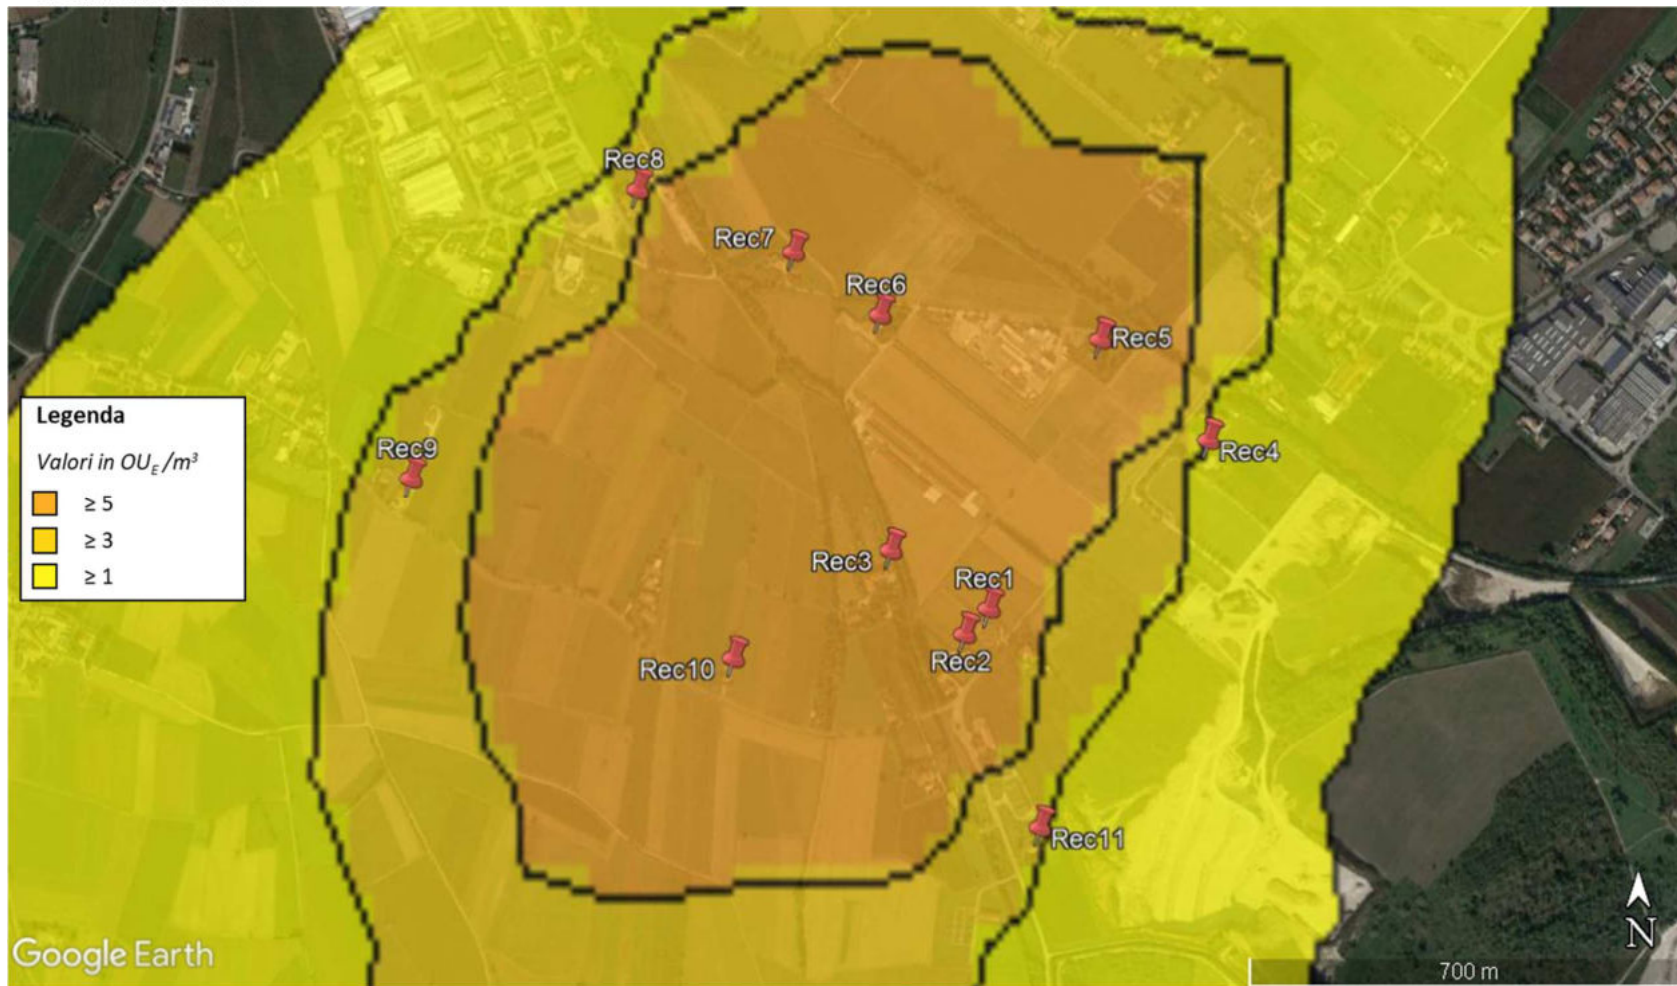 Rec8
Rec7
Rec6
Rec5
Legenda
Valori in OU_E /m³
≥ 5
≥ 3
≥ 1
Rec9
Rec4
Rec3
Rec1
Rec2
Rec10
Rec11
N
Google Earth
700 m